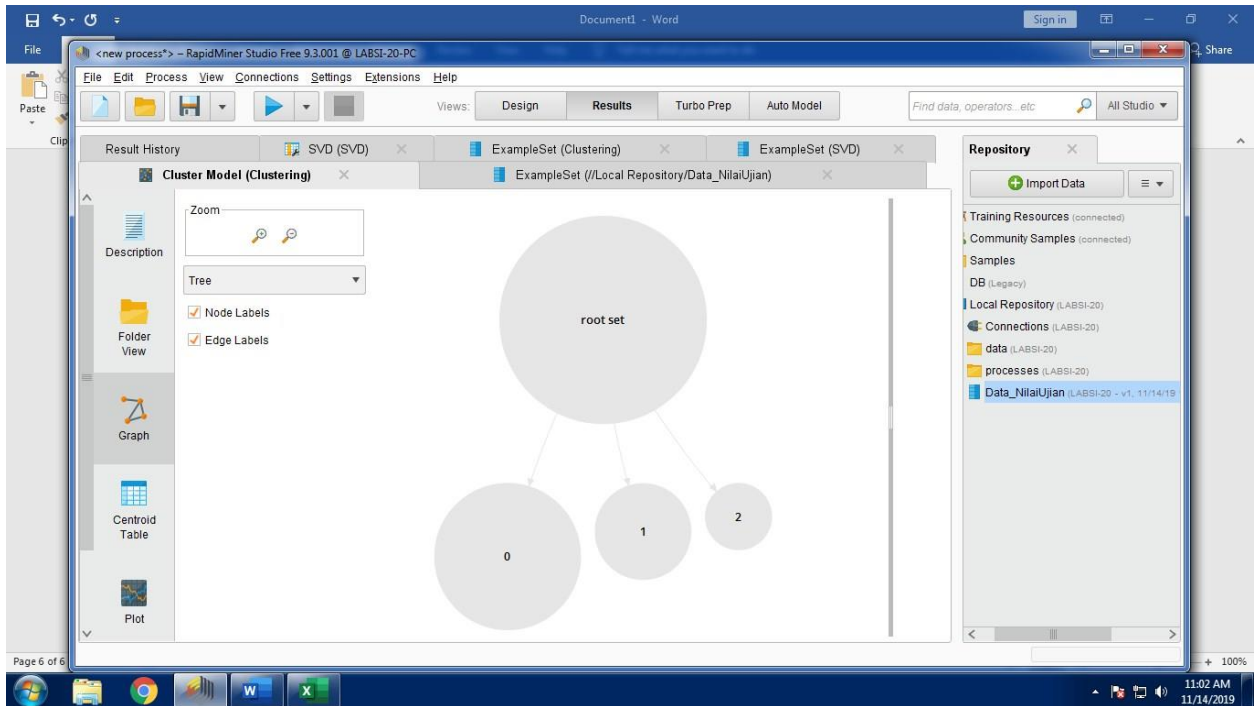 Document1 - Word
Sign in
File
Share
<new process*> – RapidMiner Studio Free 9.3.001 @ LABSI-20-PC
File Edit Process View Connections Settings Extensions Help
Paste
Clip
Views: Design Results Turbo Prep Auto Model
Find data, operators...etc
All Studio
Result History
SVD (SVD)
ExampleSet (Clustering)
ExampleSet (SVD)
Cluster Model (Clustering)
ExampleSet (//Local Repository/Data_NilaiUjian)
Description
Folder
View
Graph
Centroid
Table
Plot
Zoom
Tree
Node Labels
Edge Labels
root set
0
1
2
Repository
Import Data
Training Resources (connected)
Community Samples (connected)
Samples
DB (Legacy)
Local Repository (LABSI-20)
Connections (LABSI-20)
data (LABSI-20)
processes (LABSI-20)
Data_NilaiUjian (LABSI-20 - v1, 11/14/19
Page 6 of 6
100%
W
X
11:02 AM
11/14/2019